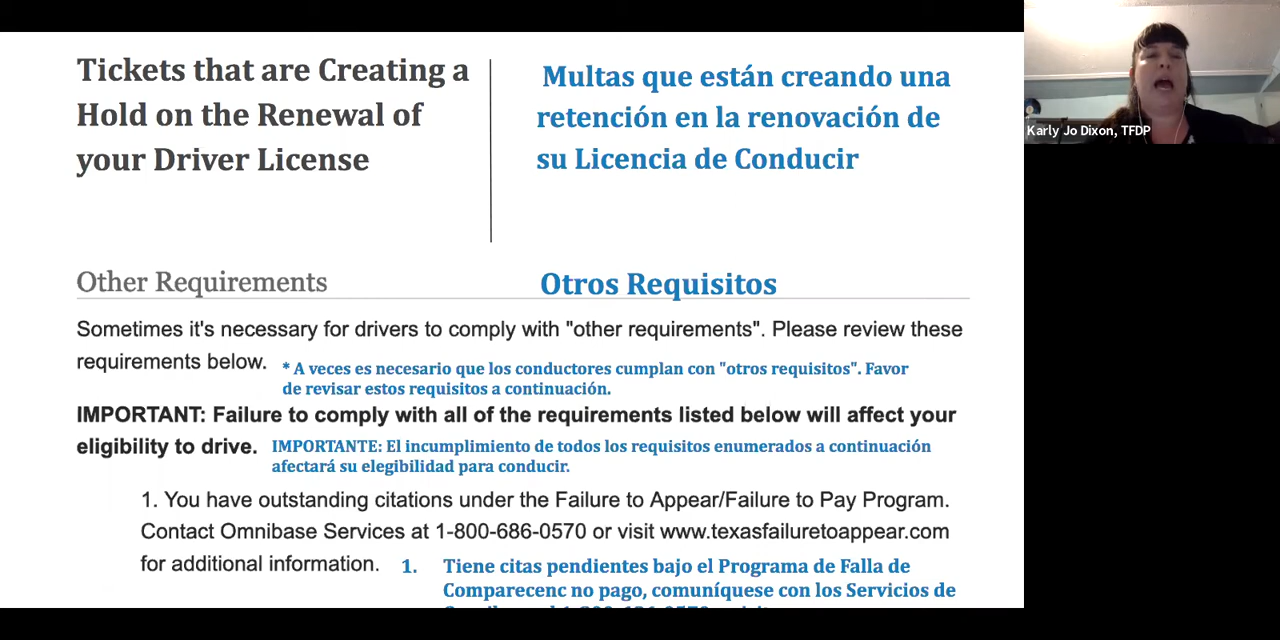 Tickets that are Creating a
Hold on the Renewal of
your Driver License
Multas que están creando una
retención en la renovación de
su Licencia de Conducir
Karly Jo Dixon, TFDP
Other Requirements
Otros Requisitos
Sometimes it's necessary for drivers to comply with "other requirements". Please review these
requirements below.
* A veces es necesario que los conductores cumplan con "otros requisitos". Favor
de revisar estos requisitos a continuación.
IMPORTANT: Failure to comply with all of the requirements listed below will affect your
eligibility to drive.
IMPORTANTE: El incumplimiento de todos los requisitos enumerados a continuación
afectará su elegibilidad para conducir.
1. You have outstanding citations under the Failure to Appear/Failure to Pay Program.
Contact Omnibase Services at 1-800-686-0570 or visit www.texasfailuretoappear.com
for additional information.
1. Tiene citas pendientes bajo el Programa de Falla de
Comparecenc no pago, comuníquese con los Servicios de